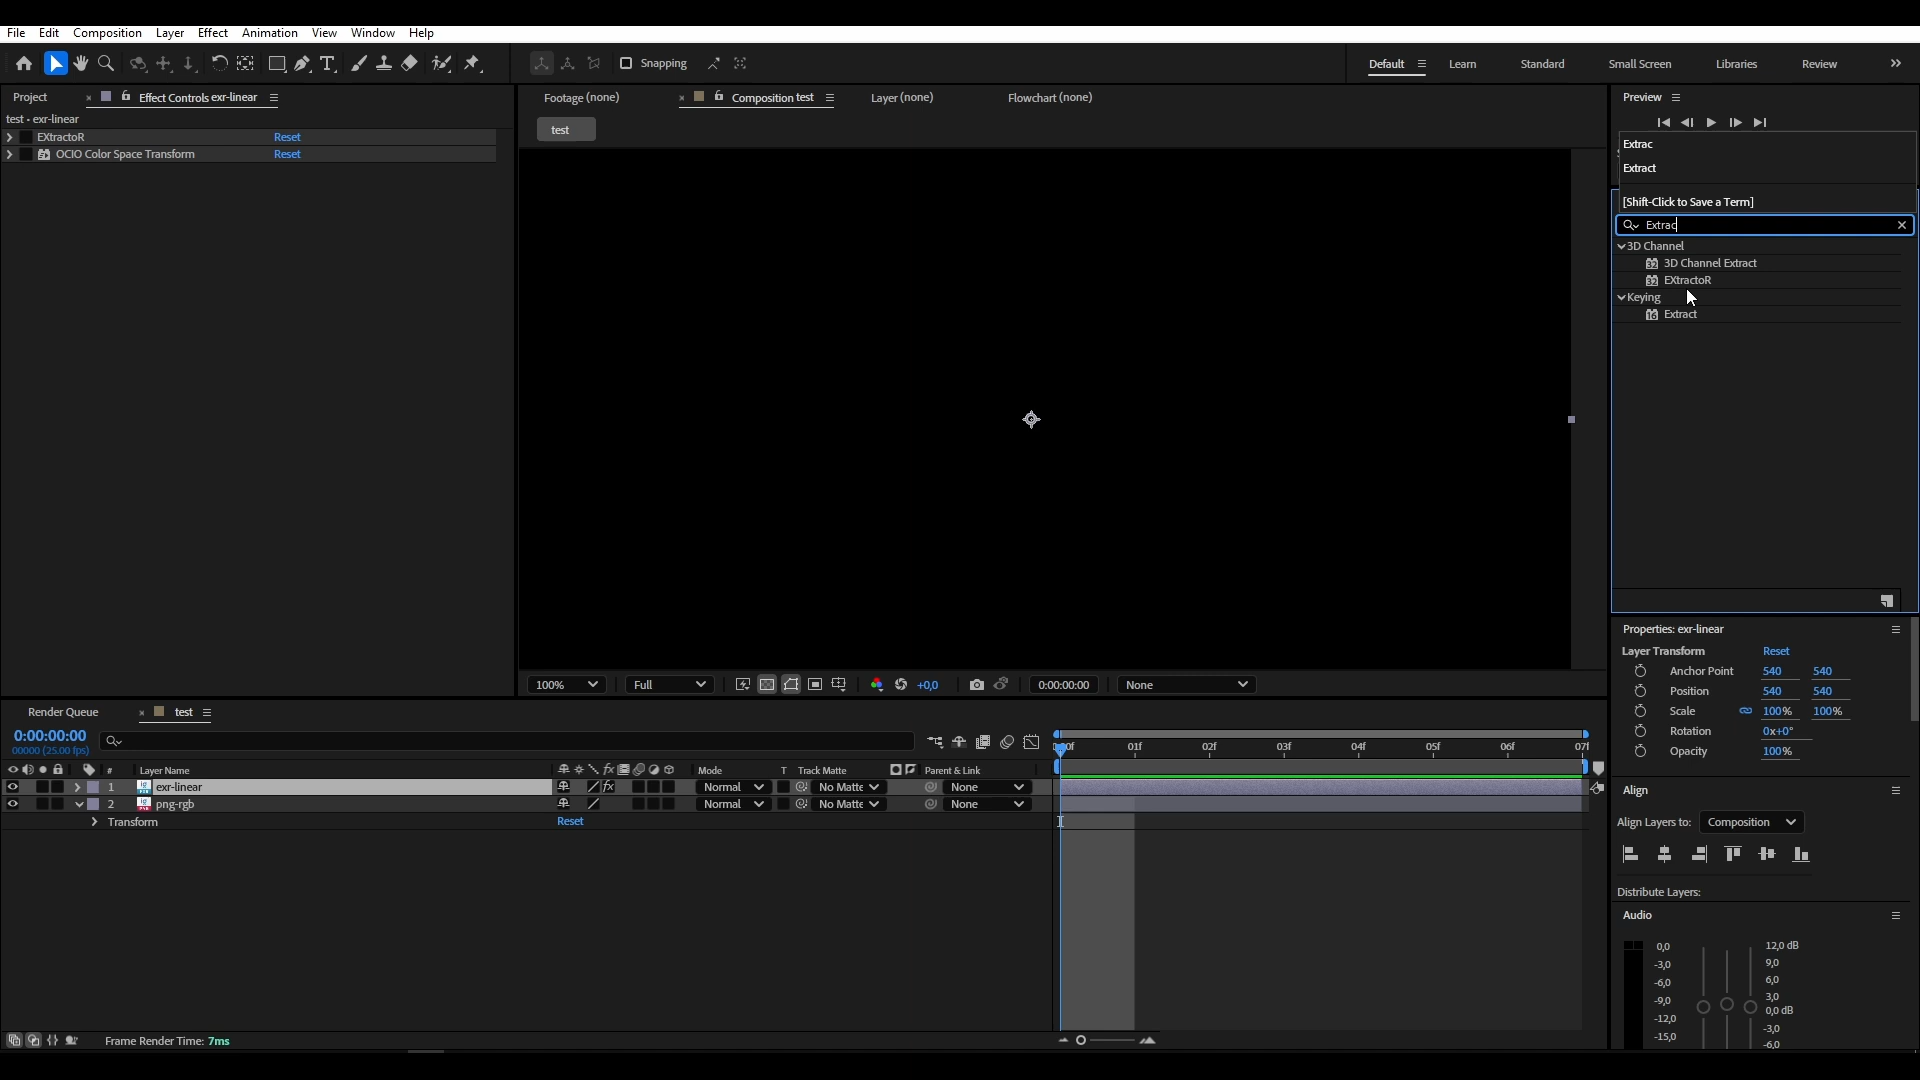 File Edit Composition Layer Effect Animation View Window Help
Snapping
Default Learn Standard Small Screen Libraries Review
Project
Effect Controls exr-linear
test • exr-linear
EXtractoR Reset
OCIO Color Space Transform Reset
Footage (none)
Composition test
Layer (none)
Flowchart (none)
test
100% Full +0,0 0:00:00:00 None
Preview
Extrac
Extract
[Shift-Click to Save a Term]
Extrac
3D Channel
3D Channel Extract
EXtractoR
Keying
Extract
Properties: exr-linear
Layer Transform Reset
Anchor Point 540 540
Position 540 540
Scale 100% 100%
Rotation 0x+0°
Opacity 100%
Align
Align Layers to: Composition
Distribute Layers:
Audio
0,0
-3,0
-6,0
-9,0
-12,0
-15,0
12,0 dB
9,0
6,0
3,0
0,0 dB
-3,0
-6,0
Render Queue
test
0:00:00:00
00000 (25.00 fps)
01f 02f 03f 04f 05f 06f
# Layer Name Mode T Track Matte Parent & Link
1 exr-linear Normal No Matte None
2 png-rgb Normal No Matte None
Transform Reset
Frame Render Time: 7ms